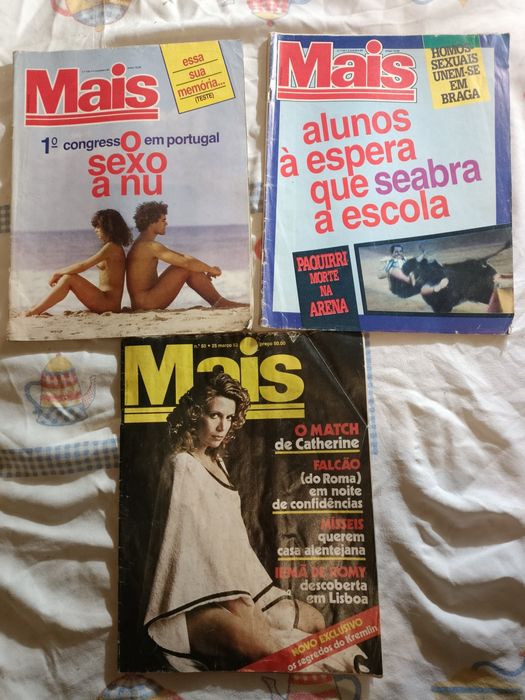 Mais
essa
sua
memória...
(TESTE)
1º congresso em portugal
o
sexo
a nu
Mais
HOMOS-
SEXUAIS
UNEM-SE
EM
BRAGA
alunos
à espera
que seabra
a escola
PAQUIRRI
MORTE
NA
ARENA
Mais
O MATCH
de Catherine
FALCÃO
(do Roma)
em noite
de confidências
MÍSSEIS
querem
casa alentejana
IRMÃ DE ROMY
descoberta
em Lisboa
NOVO EXCLUSIVO
os segredos do Kremlin